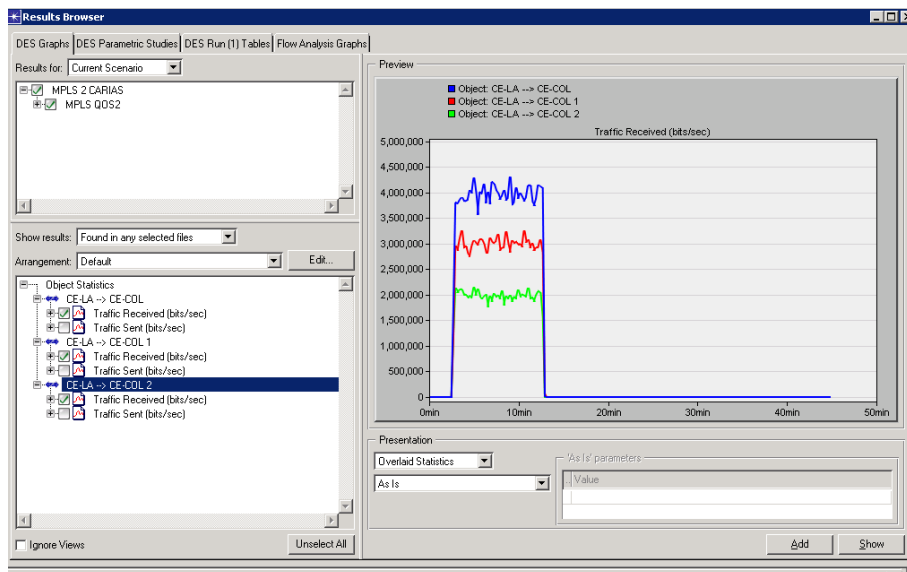 Results Browser
DES Graphs DES Parametric Studies DES Run (1) Tables Flow Analysis Graphs
Results for: Current Scenario
MPLS 2 CARIAS
MPLS QOS2
Show results: Found in any selected files
Arrangement: Default Edit...
Object Statistics
CE-LA --> CE-COL
Traffic Received (bits/sec)
Traffic Sent (bits/sec)
CE-LA --> CE-COL 1
Traffic Received (bits/sec)
Traffic Sent (bits/sec)
CE-LA --> CE-COL 2
Traffic Received (bits/sec)
Traffic Sent (bits/sec)
Ignore Views Unselect All
Preview
Object: CE-LA --> CE-COL
Object: CE-LA --> CE-COL 1
Object: CE-LA --> CE-COL 2
Traffic Received (bits/sec)
5,000,000
4,500,000
4,000,000
3,500,000
3,000,000
2,500,000
2,000,000
1,500,000
1,000,000
500,000
0
0min 10min 20min 30min 40min 50min
Presentation
Overlaid Statistics
As Is
'As Is' parameters
... Value
Add Show